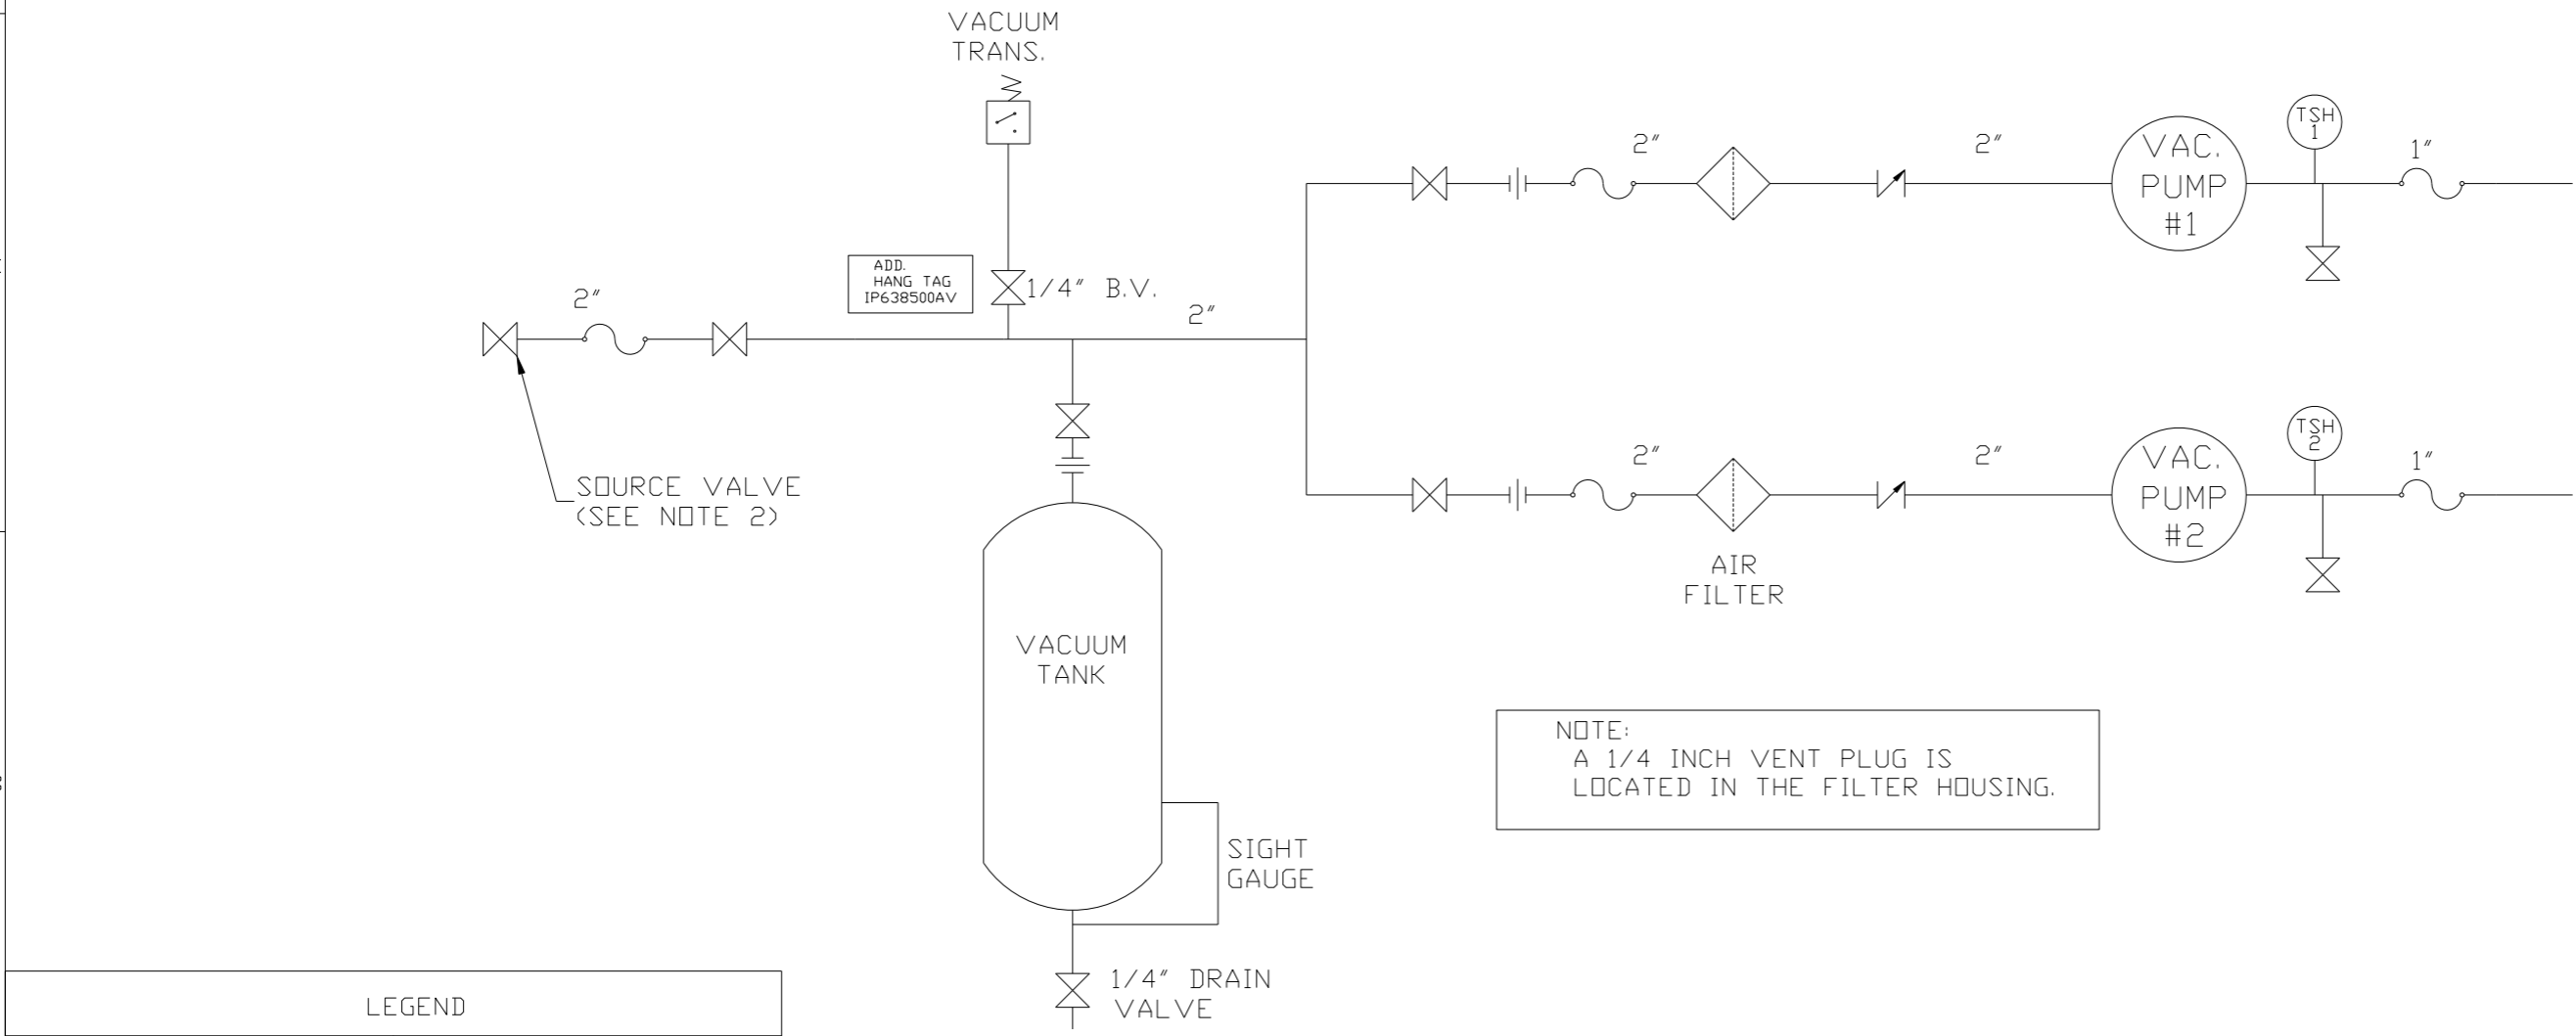 VACUUM
TRANS.
ADD.
HANG TAG
IP638500AV
1/4" B.V.
2"
2"
SOURCE VALVE
(SEE NOTE 2)
2"
2"
VAC.
PUMP
#1
TSH
1
1"
2"
2"
VAC.
PUMP
#2
TSH
2
1"
AIR
FILTER
VACUUM
TANK
SIGHT
GAUGE
1/4" DRAIN
VALVE
NOTE:
A 1/4 INCH VENT PLUG IS
LOCATED IN THE FILTER HOUSING.
LEGEND